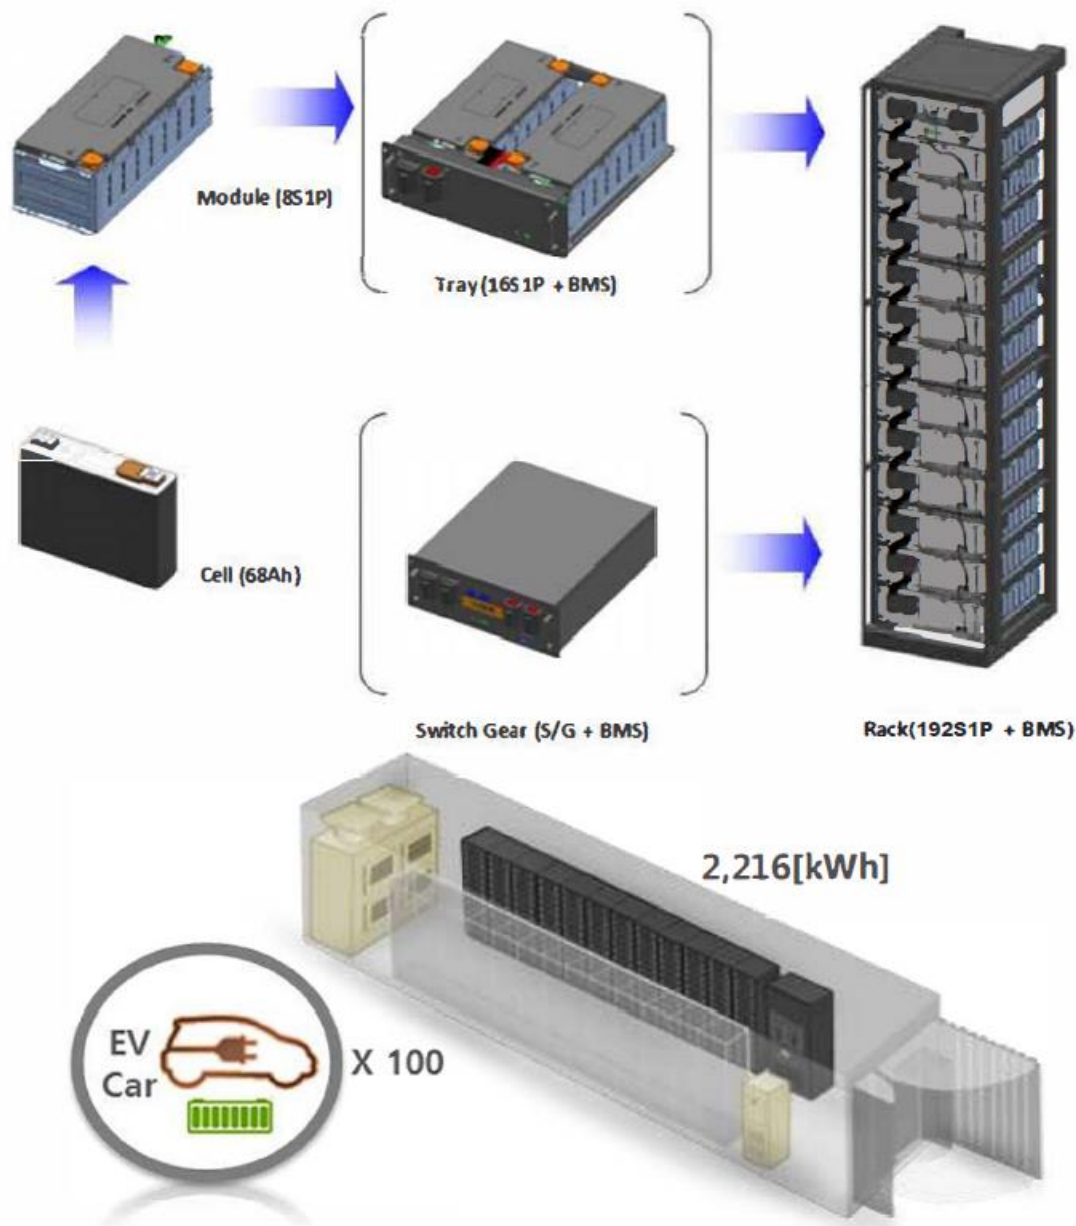 Module (8S1P)
Tray (16S1P + BMS)
Cell (68Ah)
Switch Gear (S/G + BMS)
Rack(192S1P + BMS)
2,216[kWh]
EV
Car
X 100